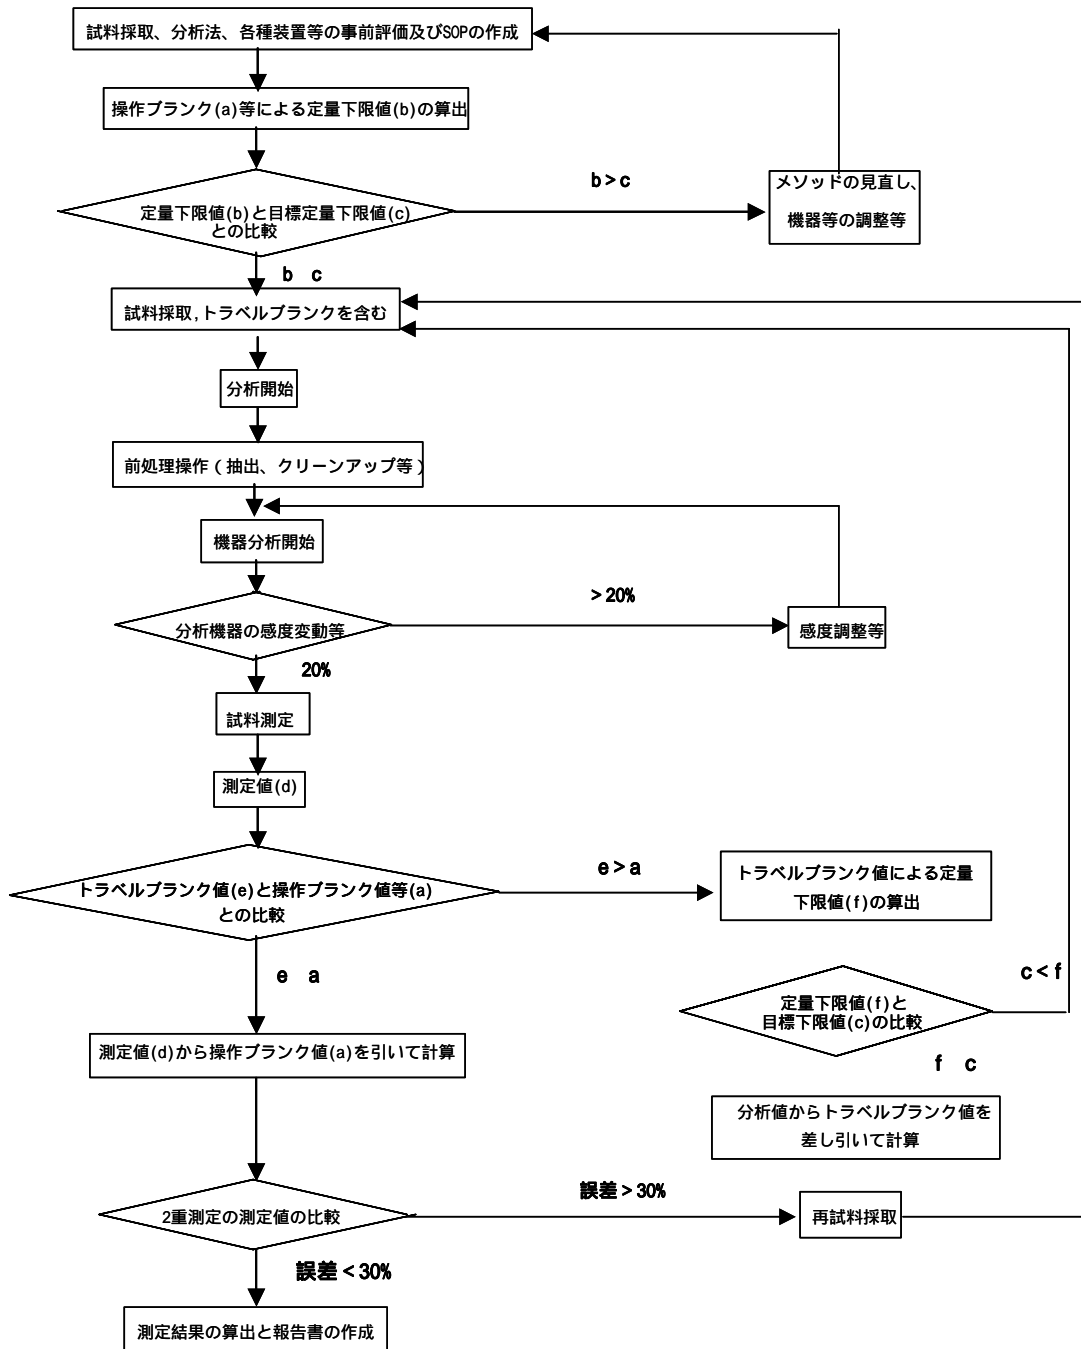 試料採取、分析法、各種装置等の事前評価及びSOPの作成
操作ブランク(a)等による定量下限値(b)の算出
定量下限値(b)と目標定量下限値(c)
との比較
b>c
メソッドの見直し、
機器等の調整等
b c
試料採取,トラベルブランクを含む
分析開始
前処理操作(抽出、クリーンアップ等)
機器分析開始
分析機器の感度変動等
>20%
感度調整等
20%
試料測定
測定値(d)
トラベルブランク値(e)と操作ブランク値等(a)
との比較
e>a
トラベルブランク値による定量
下限値(f)の算出
e a
c<f
定量下限値(f)と
目標下限値(c)の比較
f c
測定値(d)から操作ブランク値(a)を引いて計算
分析値からトラベルブランク値を
差し引いて計算
2重測定の測定値の比較
誤差>30%
再試料採取
誤差<30%
測定結果の算出と報告書の作成